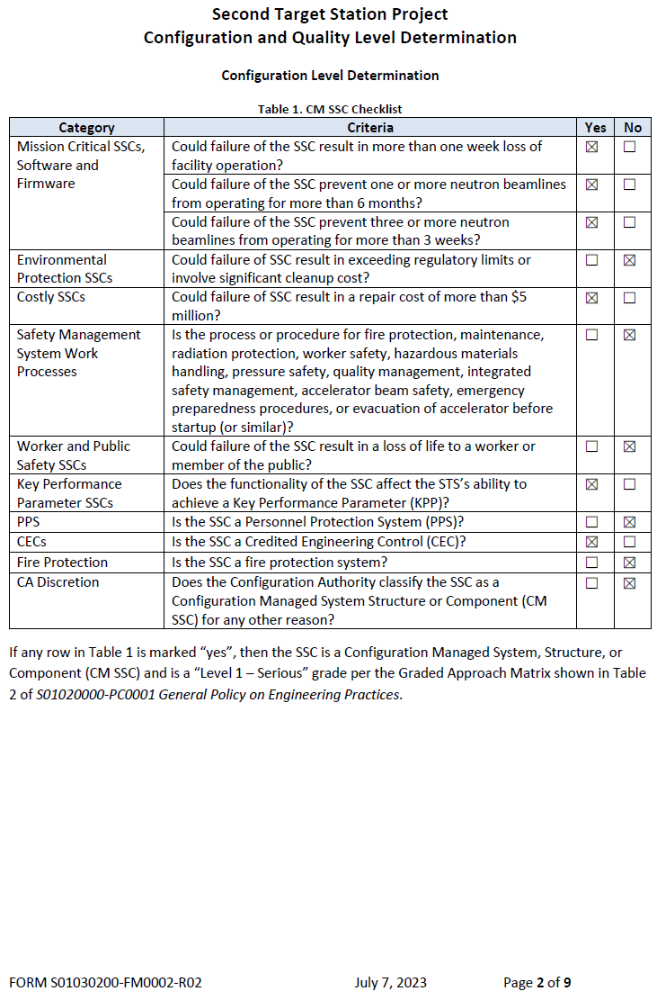 Second Target Station Project
Configuration and Quality Level Determination
Configuration Level Determination
Table 1. CM SSC Checklist
Category Criteria Yes No
Mission Critical SSCs,
Software and
Firmware
Could failure of the SSC result in more than one week loss of
facility operation?
☒ ☐
Could failure of the SSC prevent one or more neutron beamlines
from operating for more than 6 months?
☒ ☐
Could failure of the SSC prevent three or more neutron
beamlines from operating for more than 3 weeks?
☒ ☐
Environmental
Protection SSCs
Could failure of SSC result in exceeding regulatory limits or
involve significant cleanup cost?
☐ ☒
Costly SSCs
Could failure of SSC result in a repair cost of more than $5
million?
☒ ☐
Safety Management
System Work
Processes
Is the process or procedure for fire protection, maintenance,
radiation protection, worker safety, hazardous materials
handling, pressure safety, quality management, integrated
safety management, accelerator beam safety, emergency
preparedness procedures, or evacuation of accelerator before
startup (or similar)?
☐ ☒
Worker and Public
Safety SSCs
Could failure of the SSC result in a loss of life to a worker or
member of the public?
☐ ☒
Key Performance
Parameter SSCs
Does the functionality of the SSC affect the STS's ability to
achieve a Key Performance Parameter (KPP)?
☒ ☐
PPS
Is the SSC a Personnel Protection System (PPS)?
☐ ☒
CECs
Is the SSC a Credited Engineering Control (CEC)?
☒ ☐
Fire Protection
Is the SSC a fire protection system?
☐ ☒
CA Discretion
Does the Configuration Authority classify the SSC as a
Configuration Managed System Structure or Component (CM
SSC) for any other reason?
☐ ☒
If any row in Table 1 is marked "yes", then the SSC is a Configuration Managed System, Structure, or
Component (CM SSC) and is a "Level 1 – Serious" grade per the Graded Approach Matrix shown in Table
2 of S01020000-PC0001 General Policy on Engineering Practices.
FORM S01030200-FM0002-R02 July 7, 2023 Page 2 of 9